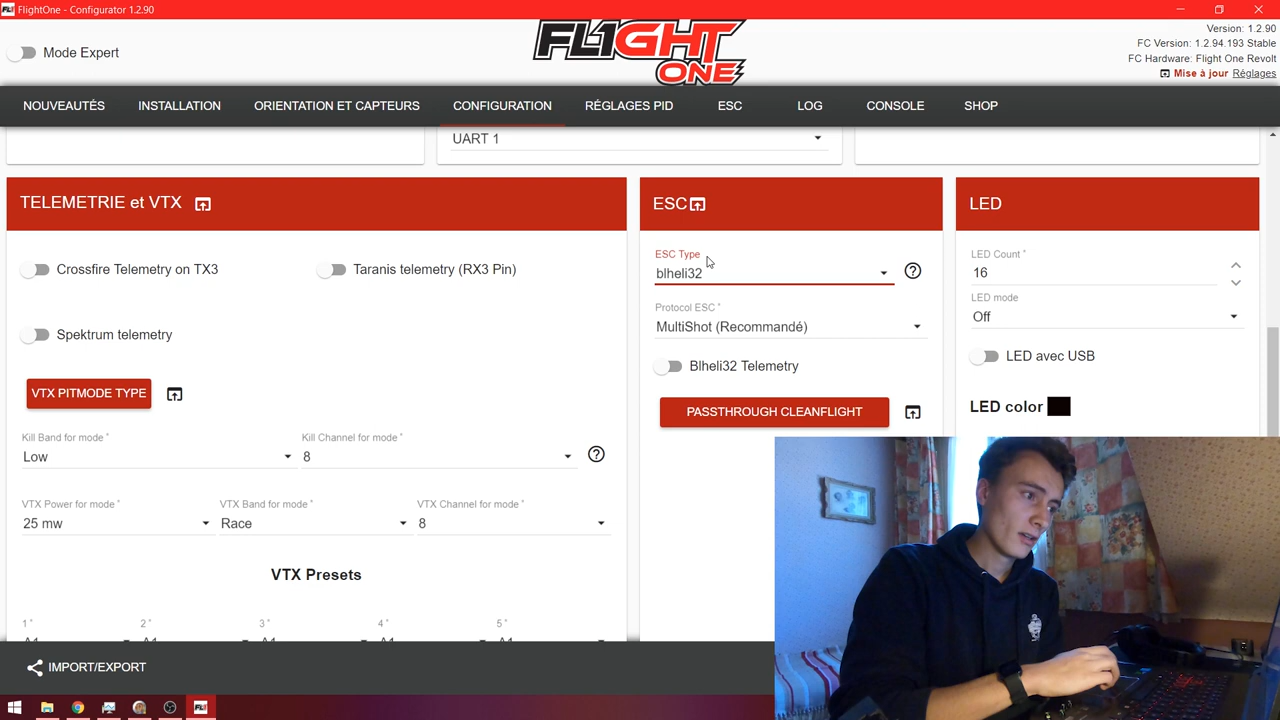 FlightOne - Configurator 1.2.90
Mode Expert
FL1GHT
ONE
Version: 1.2.90
FC Version: 1.2.94.193 Stable
FC Hardware: Flight One Revolt
Mise à jour Réglages
NOUVEAUTÉS INSTALLATION ORIENTATION ET CAPTEURS CONFIGURATION RÉGLAGES PID ESC LOG CONSOLE SHOP
UART 1
TELEMETRIE et VTX
Crossfire Telemetry on TX3
Taranis telemetry (RX3 Pin)
Spektrum telemetry
VTX PITMODE TYPE
Kill Band for mode *
Low
Kill Channel for mode *
8
VTX Power for mode *
25 mw
VTX Band for mode *
Race
VTX Channel for mode *
8
VTX Presets
1 * 2 * 3 * 4 * 5 *
ESC
ESC Type
blheli32
Protocol ESC *
MultiShot (Recommandé)
Blheli32 Telemetry
PASSTHROUGH CLEANFLIGHT
LED
LED Count *
16
LED mode
Off
LED avec USB
LED color
IMPORT/EXPORT